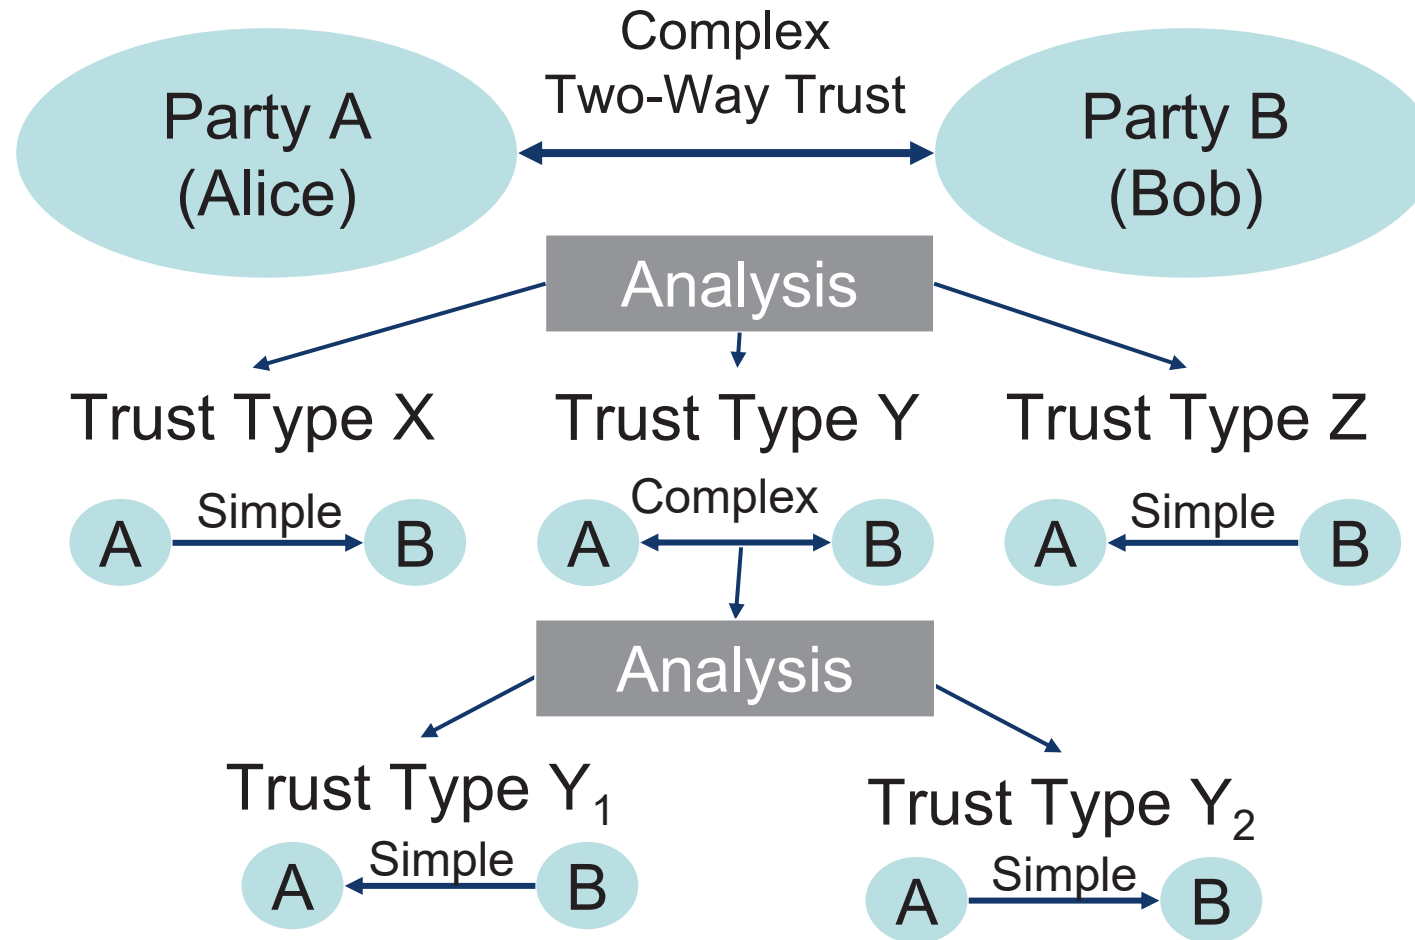 Complex
Two-Way Trust
Party A
(Alice)
Party B
(Bob)
Analysis
Trust Type X
Trust Type Y
Trust Type Z
A
Simple
B
A
Complex
B
A
Simple
B
Analysis
Trust Type Y₁
Trust Type Y₂
A
Simple
B
A
Simple
B